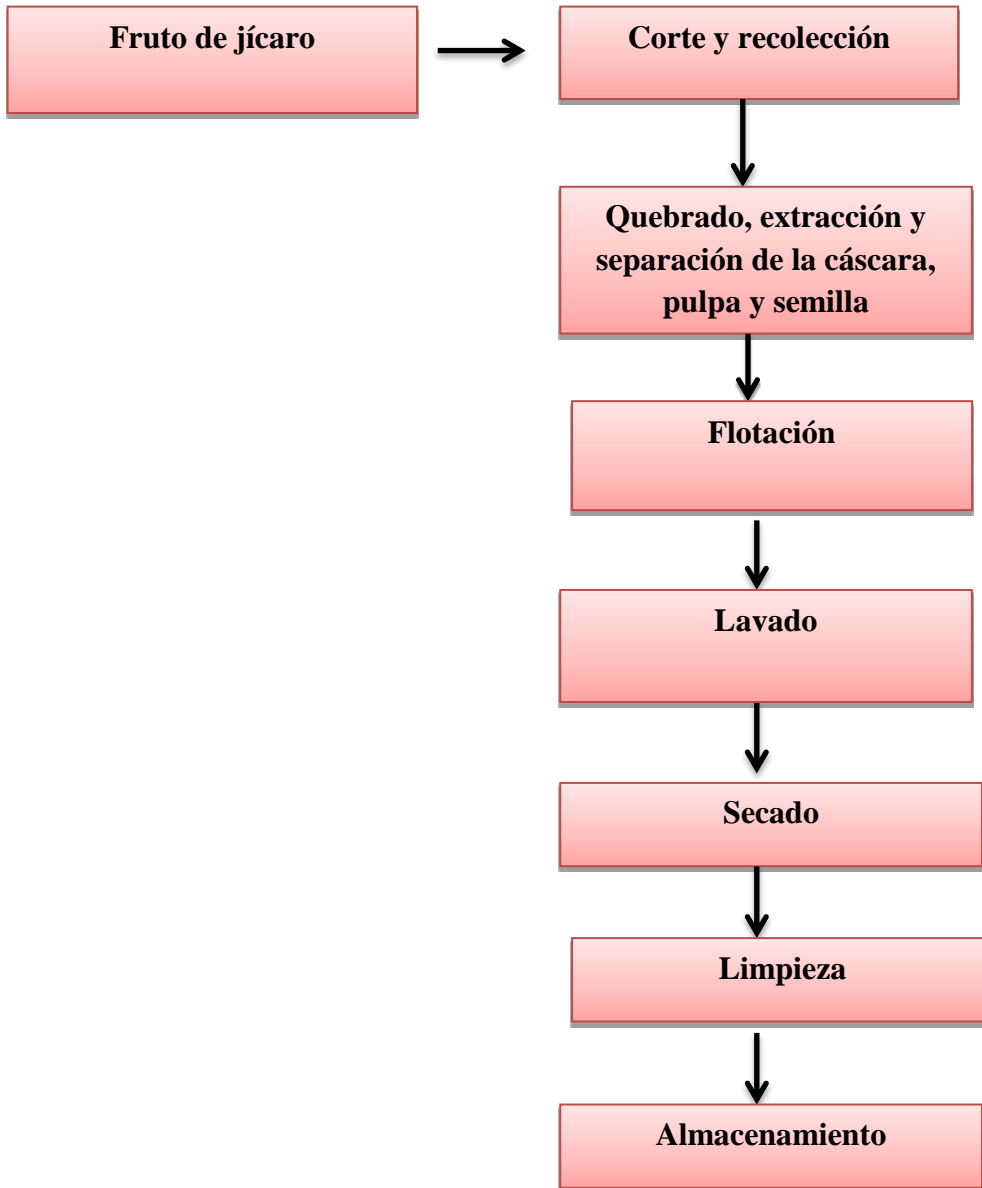 Fruto de jícaro
Corte y recolección
Quebrado, extracción y
separación de la cáscara,
pulpa y semilla
Flotación
Lavado
Secado
Limpieza
Almacenamiento